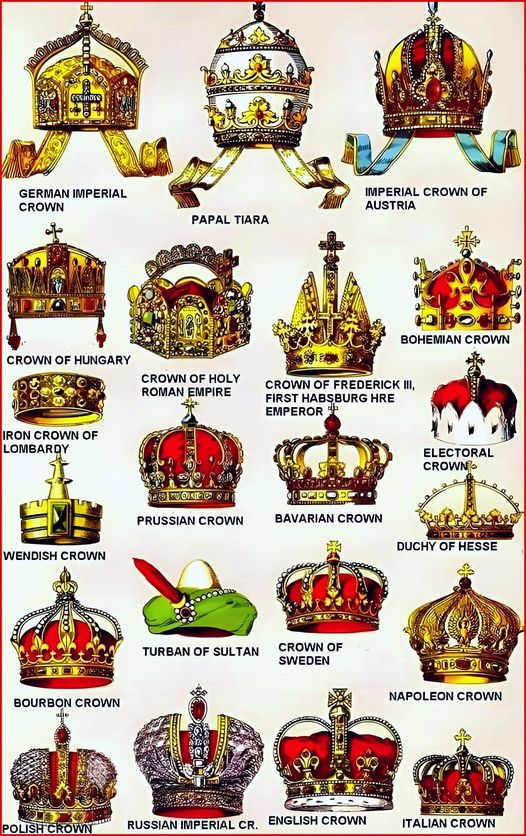 GERMAN IMPERIAL
CROWN
PAPAL TIARA
IMPERIAL CROWN OF
AUSTRIA
CROWN OF HUNGARY
CROWN OF HOLY
ROMAN EMPIRE
CROWN OF FREDERICK III,
FIRST HABSBURG HRE
EMPEROR
BOHEMIAN CROWN
IRON CROWN OF
LOMBARDY
PRUSSIAN CROWN
BAVARIAN CROWN
ELECTORAL
CROWN
WENDISH CROWN
DUCHY OF HESSE
BOURBON CROWN
TURBAN OF SULTAN
CROWN OF
SWEDEN
NAPOLEON CROWN
POLISH CROWN
RUSSIAN IMPERIAL CR.
ENGLISH CROWN
ITALIAN CROWN